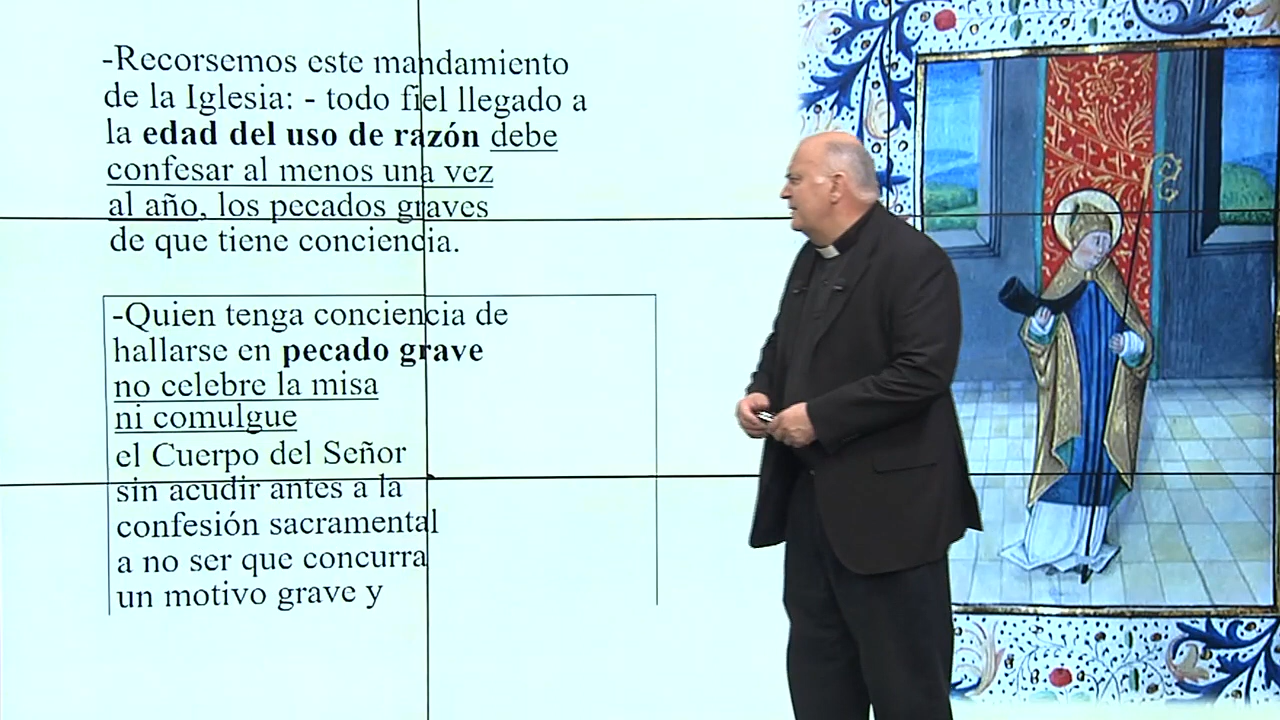 -Recorsemos este mandamiento
de la Iglesia: - todo fiel llegado a
la edad del uso de razón debe
confesar al menos una vez
al año, los pecados graves
de que tiene conciencia.
-Quien tenga conciencia de
hallarse en pecado grave
no celebre la misa
ni comulgue
el Cuerpo del Señor
sin acudir antes a la
confesión sacramental
a no ser que concurra
un motivo grave y